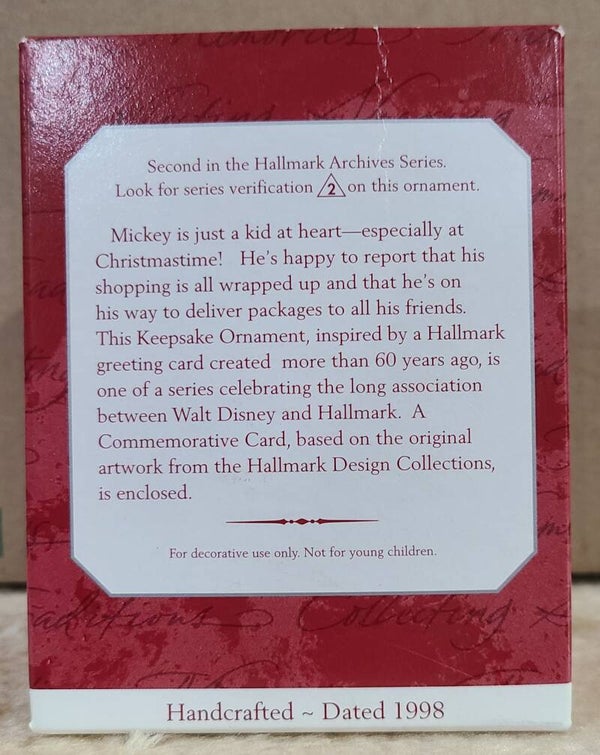 Memories
Second in the Hallmark Archives Series.
Look for series verification 2 on this ornament.
Mickey is just a kid at heart—especially at
Christmastime! He's happy to report that his
shopping is all wrapped up and that he's on
his way to deliver packages to all his friends.
This Keepsake Ornament, inspired by a Hallmark
greeting card created more than 60 years ago, is
one of a series celebrating the long association
between Walt Disney and Hallmark. A
Commemorative Card, based on the original
artwork from the Hallmark Design Collections,
is enclosed.
For decorative use only. Not for young children.
Traditions Collecting
Handcrafted ~ Dated 1998